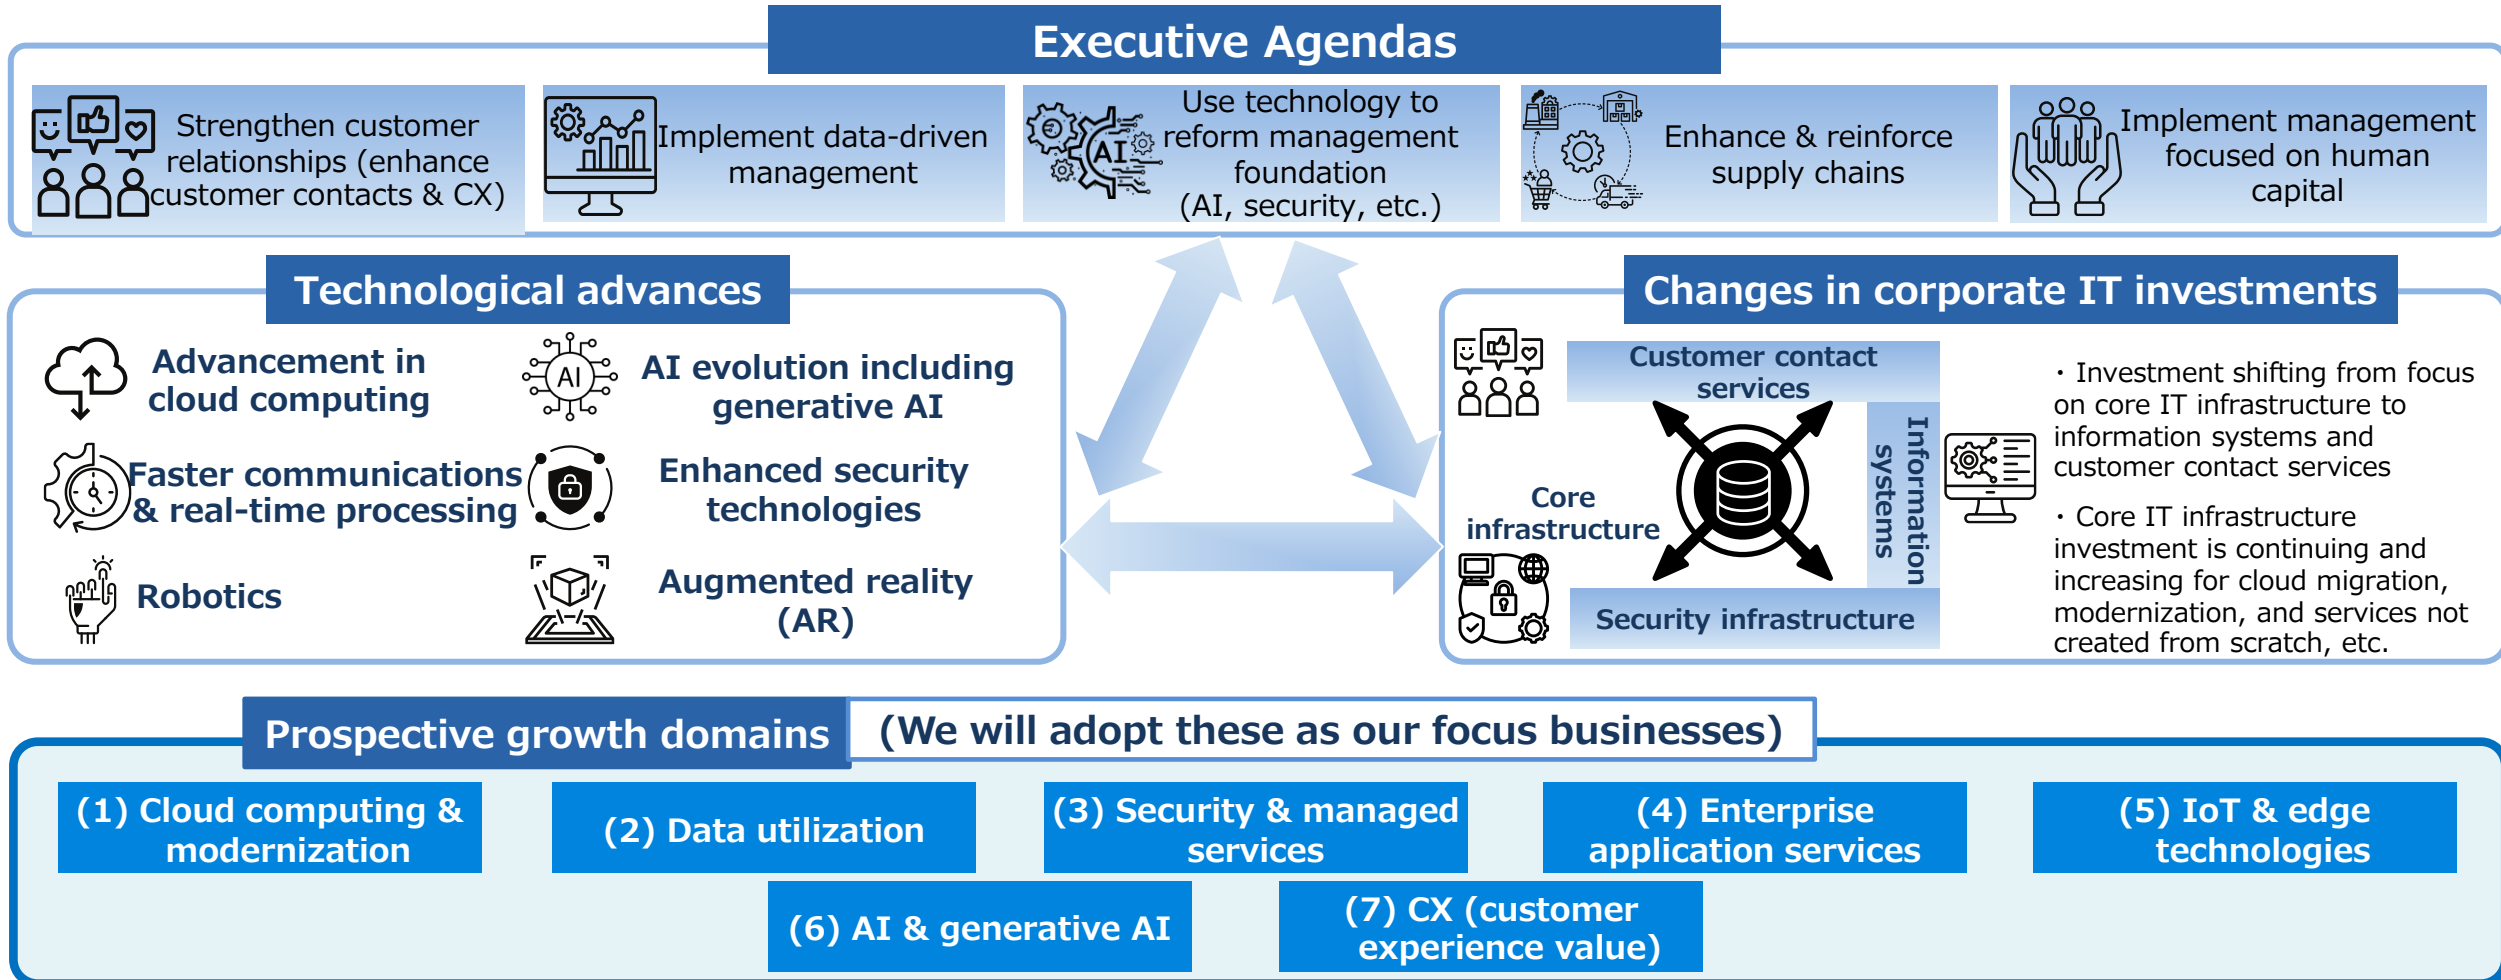 Executive Agendas
Strengthen customer
relationships (enhance
customer contacts & CX)
Implement data-driven
management
AI
Use technology to
reform management
foundation
(AI, security, etc.)
Enhance & reinforce
supply chains
Implement management
focused on human
capital
Technological advances
Advancement in
cloud computing
AI
AI evolution including
generative AI
Faster communications
& real-time processing
Enhanced security
technologies
Robotics
Augmented reality
(AR)
Changes in corporate IT investments
Customer contact
services
Information
systems
Core
infrastructure
Security infrastructure
・Investment shifting from focus
on core IT infrastructure to
information systems and
customer contact services
・Core IT infrastructure
investment is continuing and
increasing for cloud migration,
modernization, and services not
created from scratch, etc.
Prospective growth domains
(We will adopt these as our focus businesses)
(1) Cloud computing &
modernization
(2) Data utilization
(3) Security & managed
services
(4) Enterprise
application services
(5) IoT & edge
technologies
(6) AI & generative AI
(7) CX (customer
experience value)